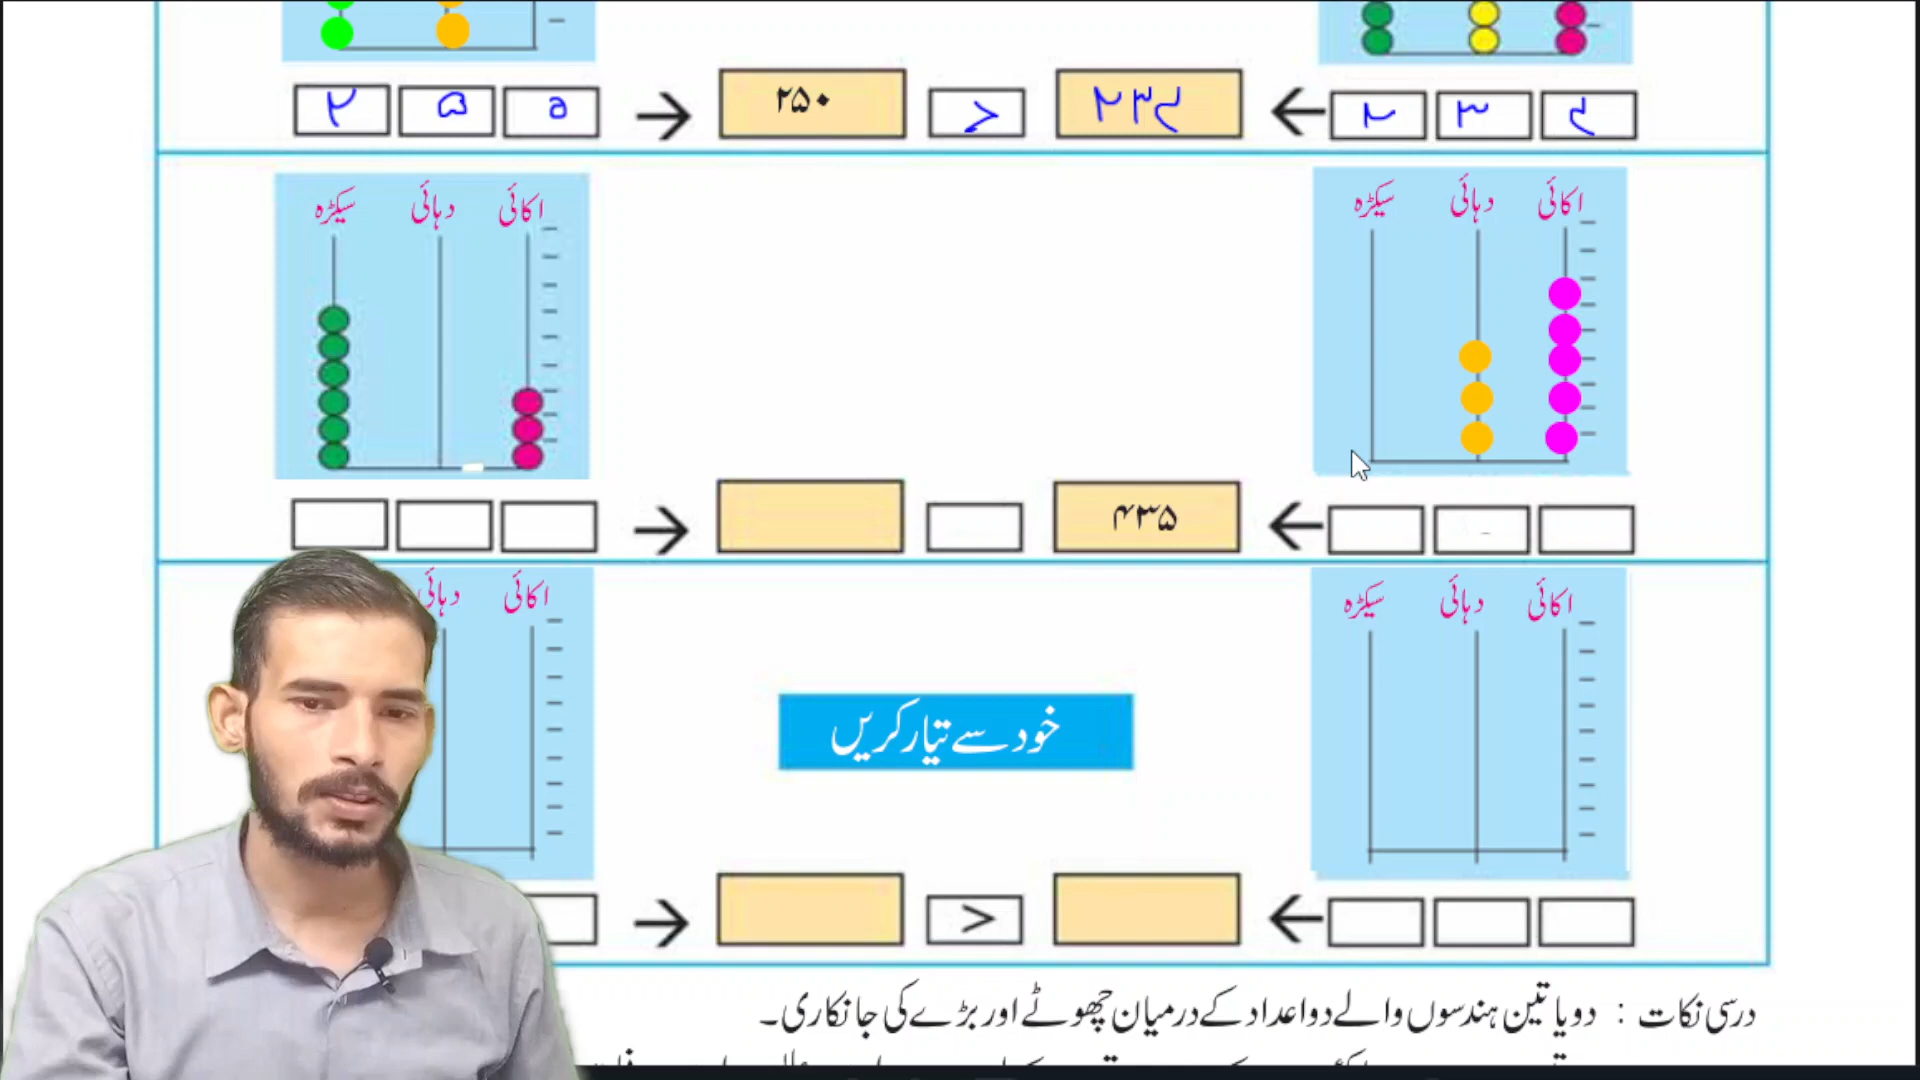 ۲ ۵ ۰ ۲۵۰ > ۲۳۵ ۲ ۳ ۵
سیکڑہ دہائی اکائی
سیکڑہ دہائی اکائی
۴۳۵
دہائی اکائی
سیکڑہ دہائی اکائی
خود سے تیار کریں
>
درسی نکات : دو یا تین ہندسوں والے دو اعداد کے درمیان چھوٹے اور بڑے کی جانکاری۔